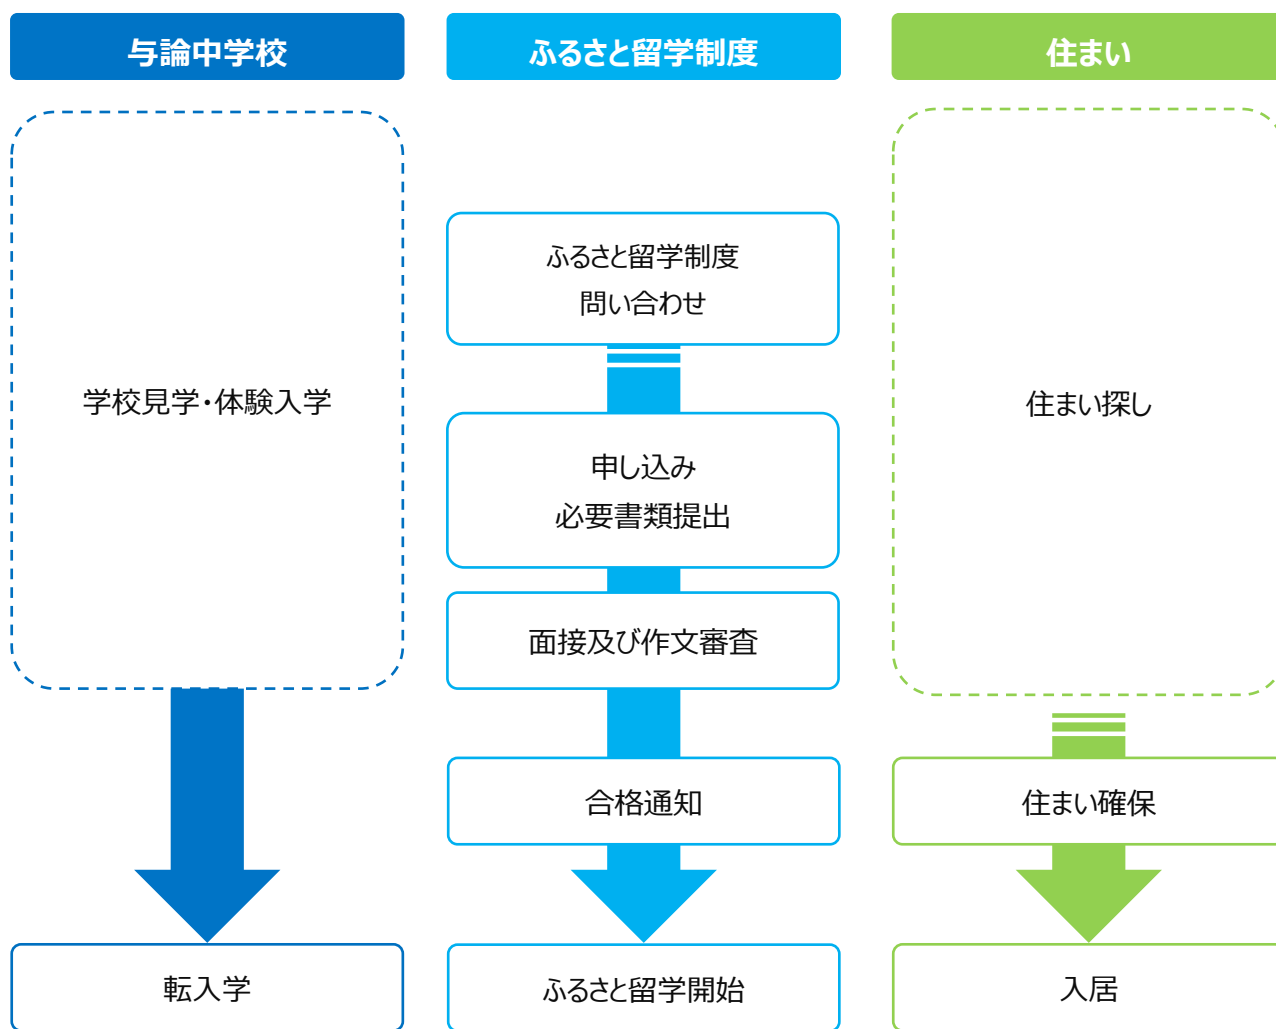 与論中学校
ふるさと留学制度
住まい
学校見学・体験入学
ふるさと留学制度
問い合わせ
申し込み
必要書類提出
面接及び作文審査
合格通知
住まい探し
住まい確保
転入学
ふるさと留学開始
入居